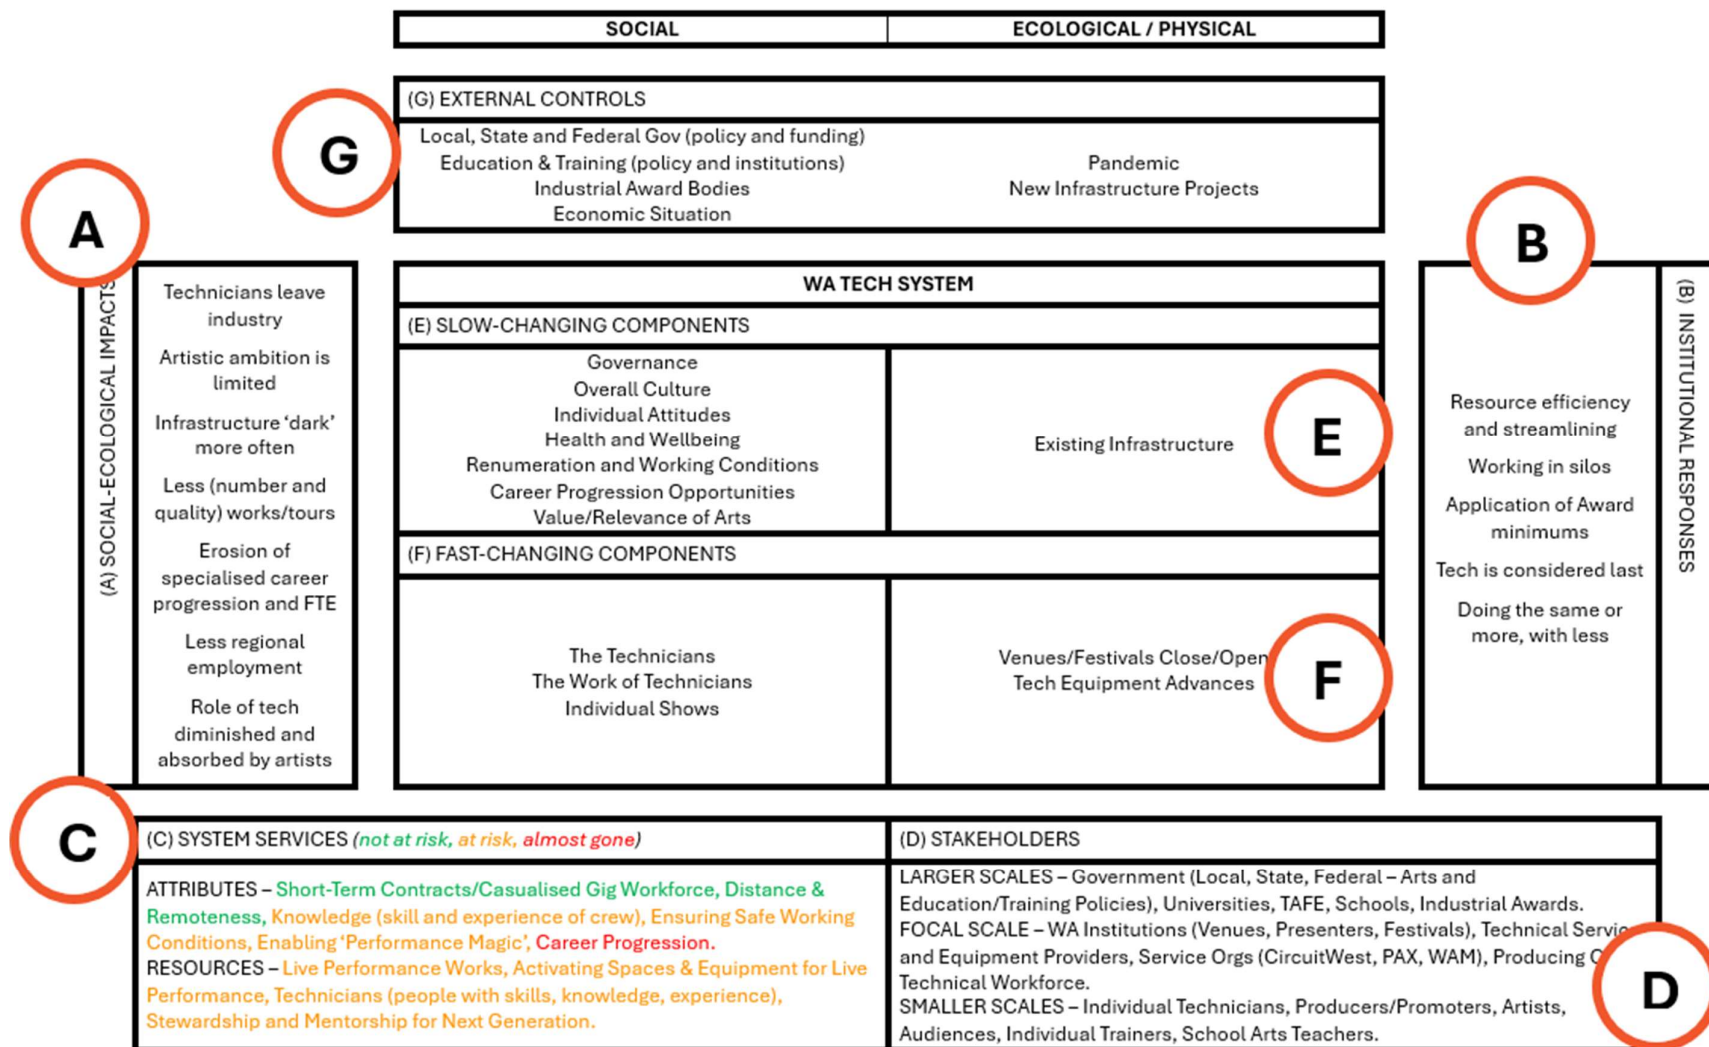 SOCIAL
ECOLOGICAL / PHYSICAL
G
(G) EXTERNAL CONTROLS
Local, State and Federal Gov (policy and funding)
Education & Training (policy and institutions)
Industrial Award Bodies
Economic Situation
Pandemic
New Infrastructure Projects
A
(A) SOCIAL-ECOLOGICAL IMPACTS
Technicians leave
industry
Artistic ambition is
limited
Infrastructure ‘dark’
more often
Less (number and
quality) works/tours
Erosion of
specialised career
progression and FTE
Less regional
employment
Role of tech
diminished and
absorbed by artists
WA TECH SYSTEM
(E) SLOW-CHANGING COMPONENTS
Governance
Overall Culture
Individual Attitudes
Health and Wellbeing
Renumeration and Working Conditions
Career Progression Opportunities
Value/Relevance of Arts
Existing Infrastructure
E
(F) FAST-CHANGING COMPONENTS
The Technicians
The Work of Technicians
Individual Shows
Venues/Festivals Close/Open
Tech Equipment Advances
F
B
Resource efficiency
and streamlining
Working in silos
Application of Award
minimums
Tech is considered last
Doing the same or
more, with less
(B) INSTITUTIONAL RESPONSES
C
(C) SYSTEM SERVICES (not at risk, at risk, almost gone)
ATTRIBUTES – Short-Term Contracts/Casualised Gig Workforce, Distance &
Remoteness, Knowledge (skill and experience of crew), Ensuring Safe Working
Conditions, Enabling ‘Performance Magic’, Career Progression.
RESOURCES – Live Performance Works, Activating Spaces & Equipment for Live
Performance, Technicians (people with skills, knowledge, experience),
Stewardship and Mentorship for Next Generation.
(D) STAKEHOLDERS
LARGER SCALES – Government (Local, State, Federal – Arts and
Education/Training Policies), Universities, TAFE, Schools, Industrial Awards.
FOCAL SCALE – WA Institutions (Venues, Presenters, Festivals), Technical
and Equipment Providers, Service Orgs (CircuitWest, PAX, WAM), Producing
Technical Workforce.
SMALLER SCALES – Individual Technicians, Producers/Promoters, Artists,
Audiences, Individual Trainers, School Arts Teachers.
D